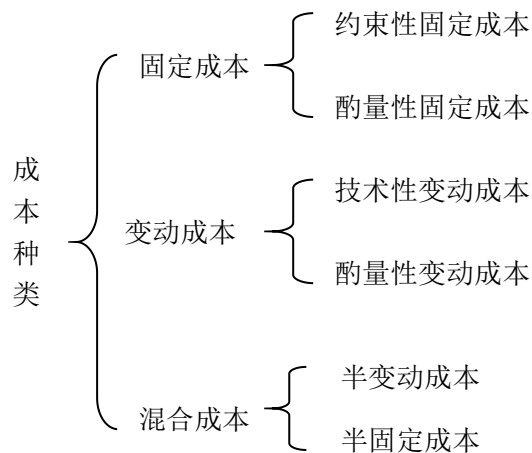 成本种类
固定成本
约束性固定成本
酌量性固定成本
变动成本
技术性变动成本
酌量性变动成本
混合成本
半变动成本
半固定成本